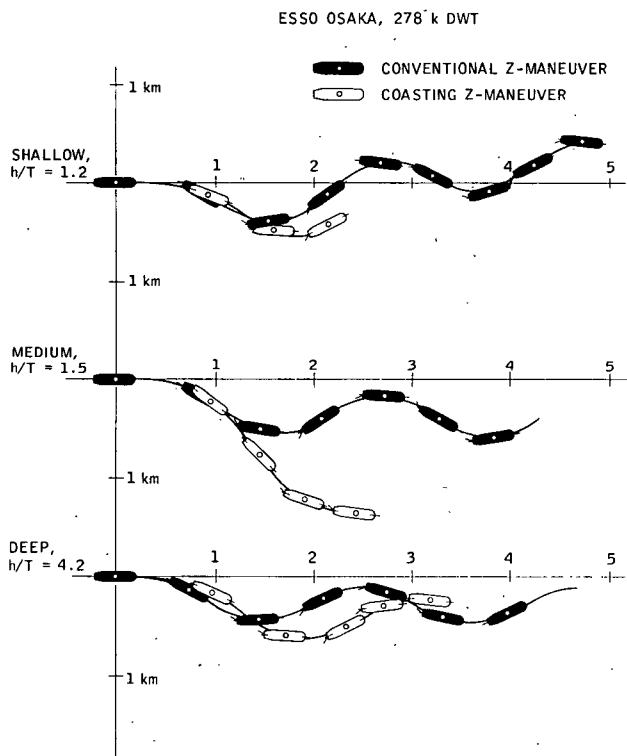 ESSO OSAKA, 278 k DWT
CONVENTIONAL Z-MANEUVER
COASTING Z-MANEUVER
1 km
SHALLOW,
h/T = 1.2
1 2 3 4 5
1 km
MEDIUM,
h/T = 1.5
1 2 3 4 5
1 km
DEEP,
h/T = 4.2
1 2 3 4 5
1 km